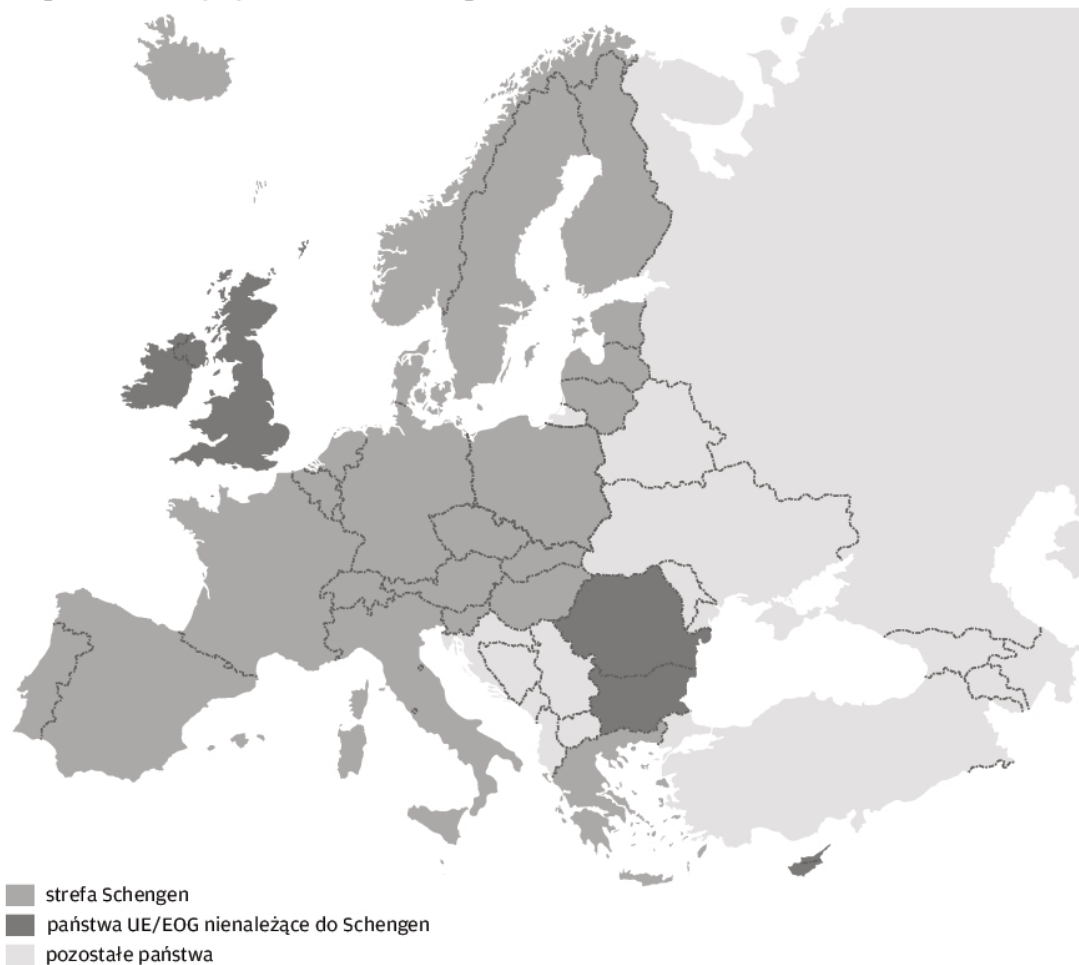 strefa Schengen
państwa UE/EOG nienależące do Schengen
pozostałe państwa